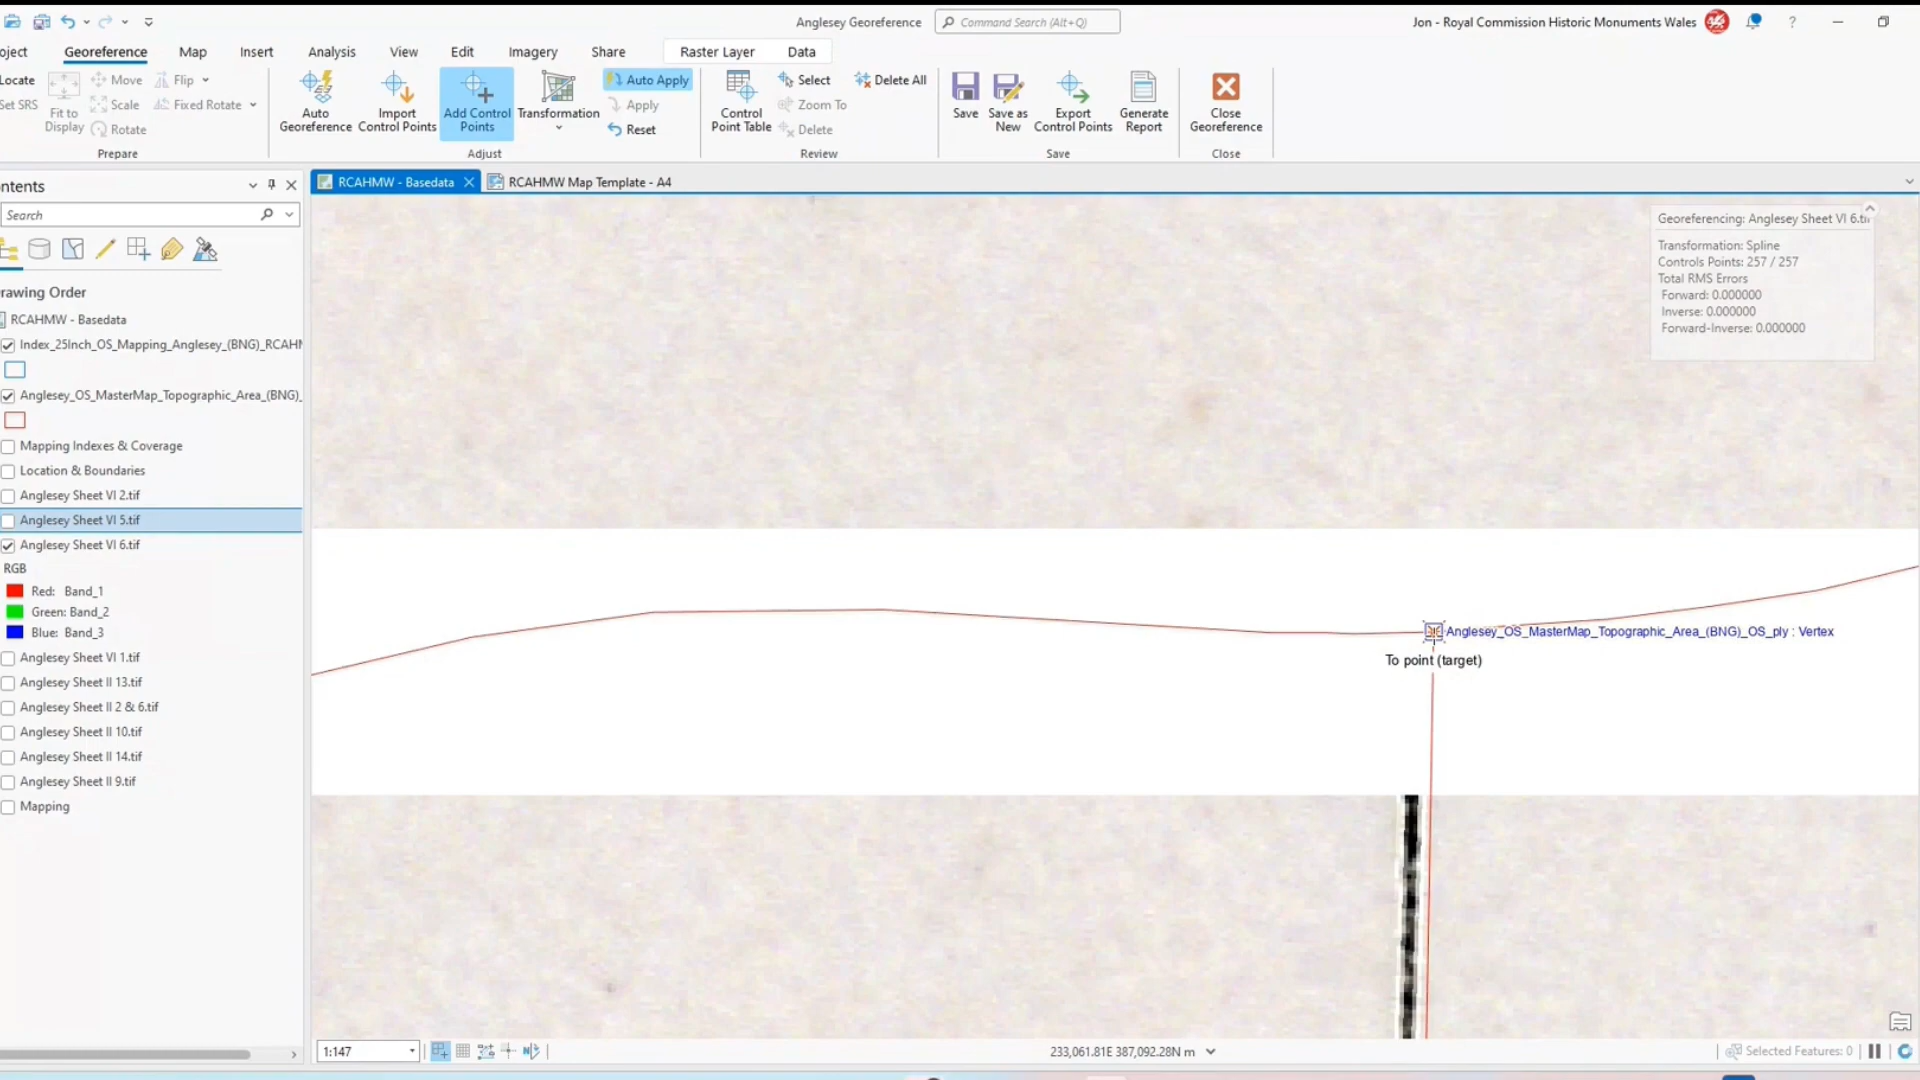 Anglesey Georeference
Command Search (Alt+Q)
Jon - Royal Commission Historic Monuments Wales
?
oject
Georeference
Map
Insert
Analysis
View
Edit
Imagery
Share
Raster Layer
Data
Locate
Set SRS
Fit to
Display
Move
Scale
Rotate
Flip
Fixed Rotate
Prepare
Auto
Georeference
Import
Control Points
Add Control
Points
Transformation
Auto Apply
Apply
Reset
Adjust
Control
Point Table
Select
Zoom To
Delete
Delete All
Review
Save
Save as
New
Export
Control Points
Generate
Report
Save
Close
Georeference
Close
ntents
Search
rawing Order
RCAHMW - Basedata
Index_25Inch_OS_Mapping_Anglesey_(BNG)_RCAHM
Anglesey_OS_MasterMap_Topographic_Area_(BNG)_
Mapping Indexes & Coverage
Location & Boundaries
Anglesey Sheet VI 2.tif
Anglesey Sheet VI 5.tif
Anglesey Sheet VI 6.tif
RGB
Red: Band_1
Green: Band_2
Blue: Band_3
Anglesey Sheet VI 1.tif
Anglesey Sheet II 13.tif
Anglesey Sheet II 2 & 6.tif
Anglesey Sheet II 10.tif
Anglesey Sheet II 14.tif
Anglesey Sheet II 9.tif
Mapping
RCAHMW - Basedata
RCAHMW Map Template - A4
Georeferencing: Anglesey Sheet VI 6.tif
Transformation: Spline
Controls Points: 257 / 257
Total RMS Errors
Forward: 0.000000
Inverse: 0.000000
Forward-Inverse: 0.000000
Anglesey_OS_MasterMap_Topographic_Area_(BNG)_OS_ply : Vertex
To point (target)
1:147
233,061.81E 387,092.28N m
Selected Features: 0